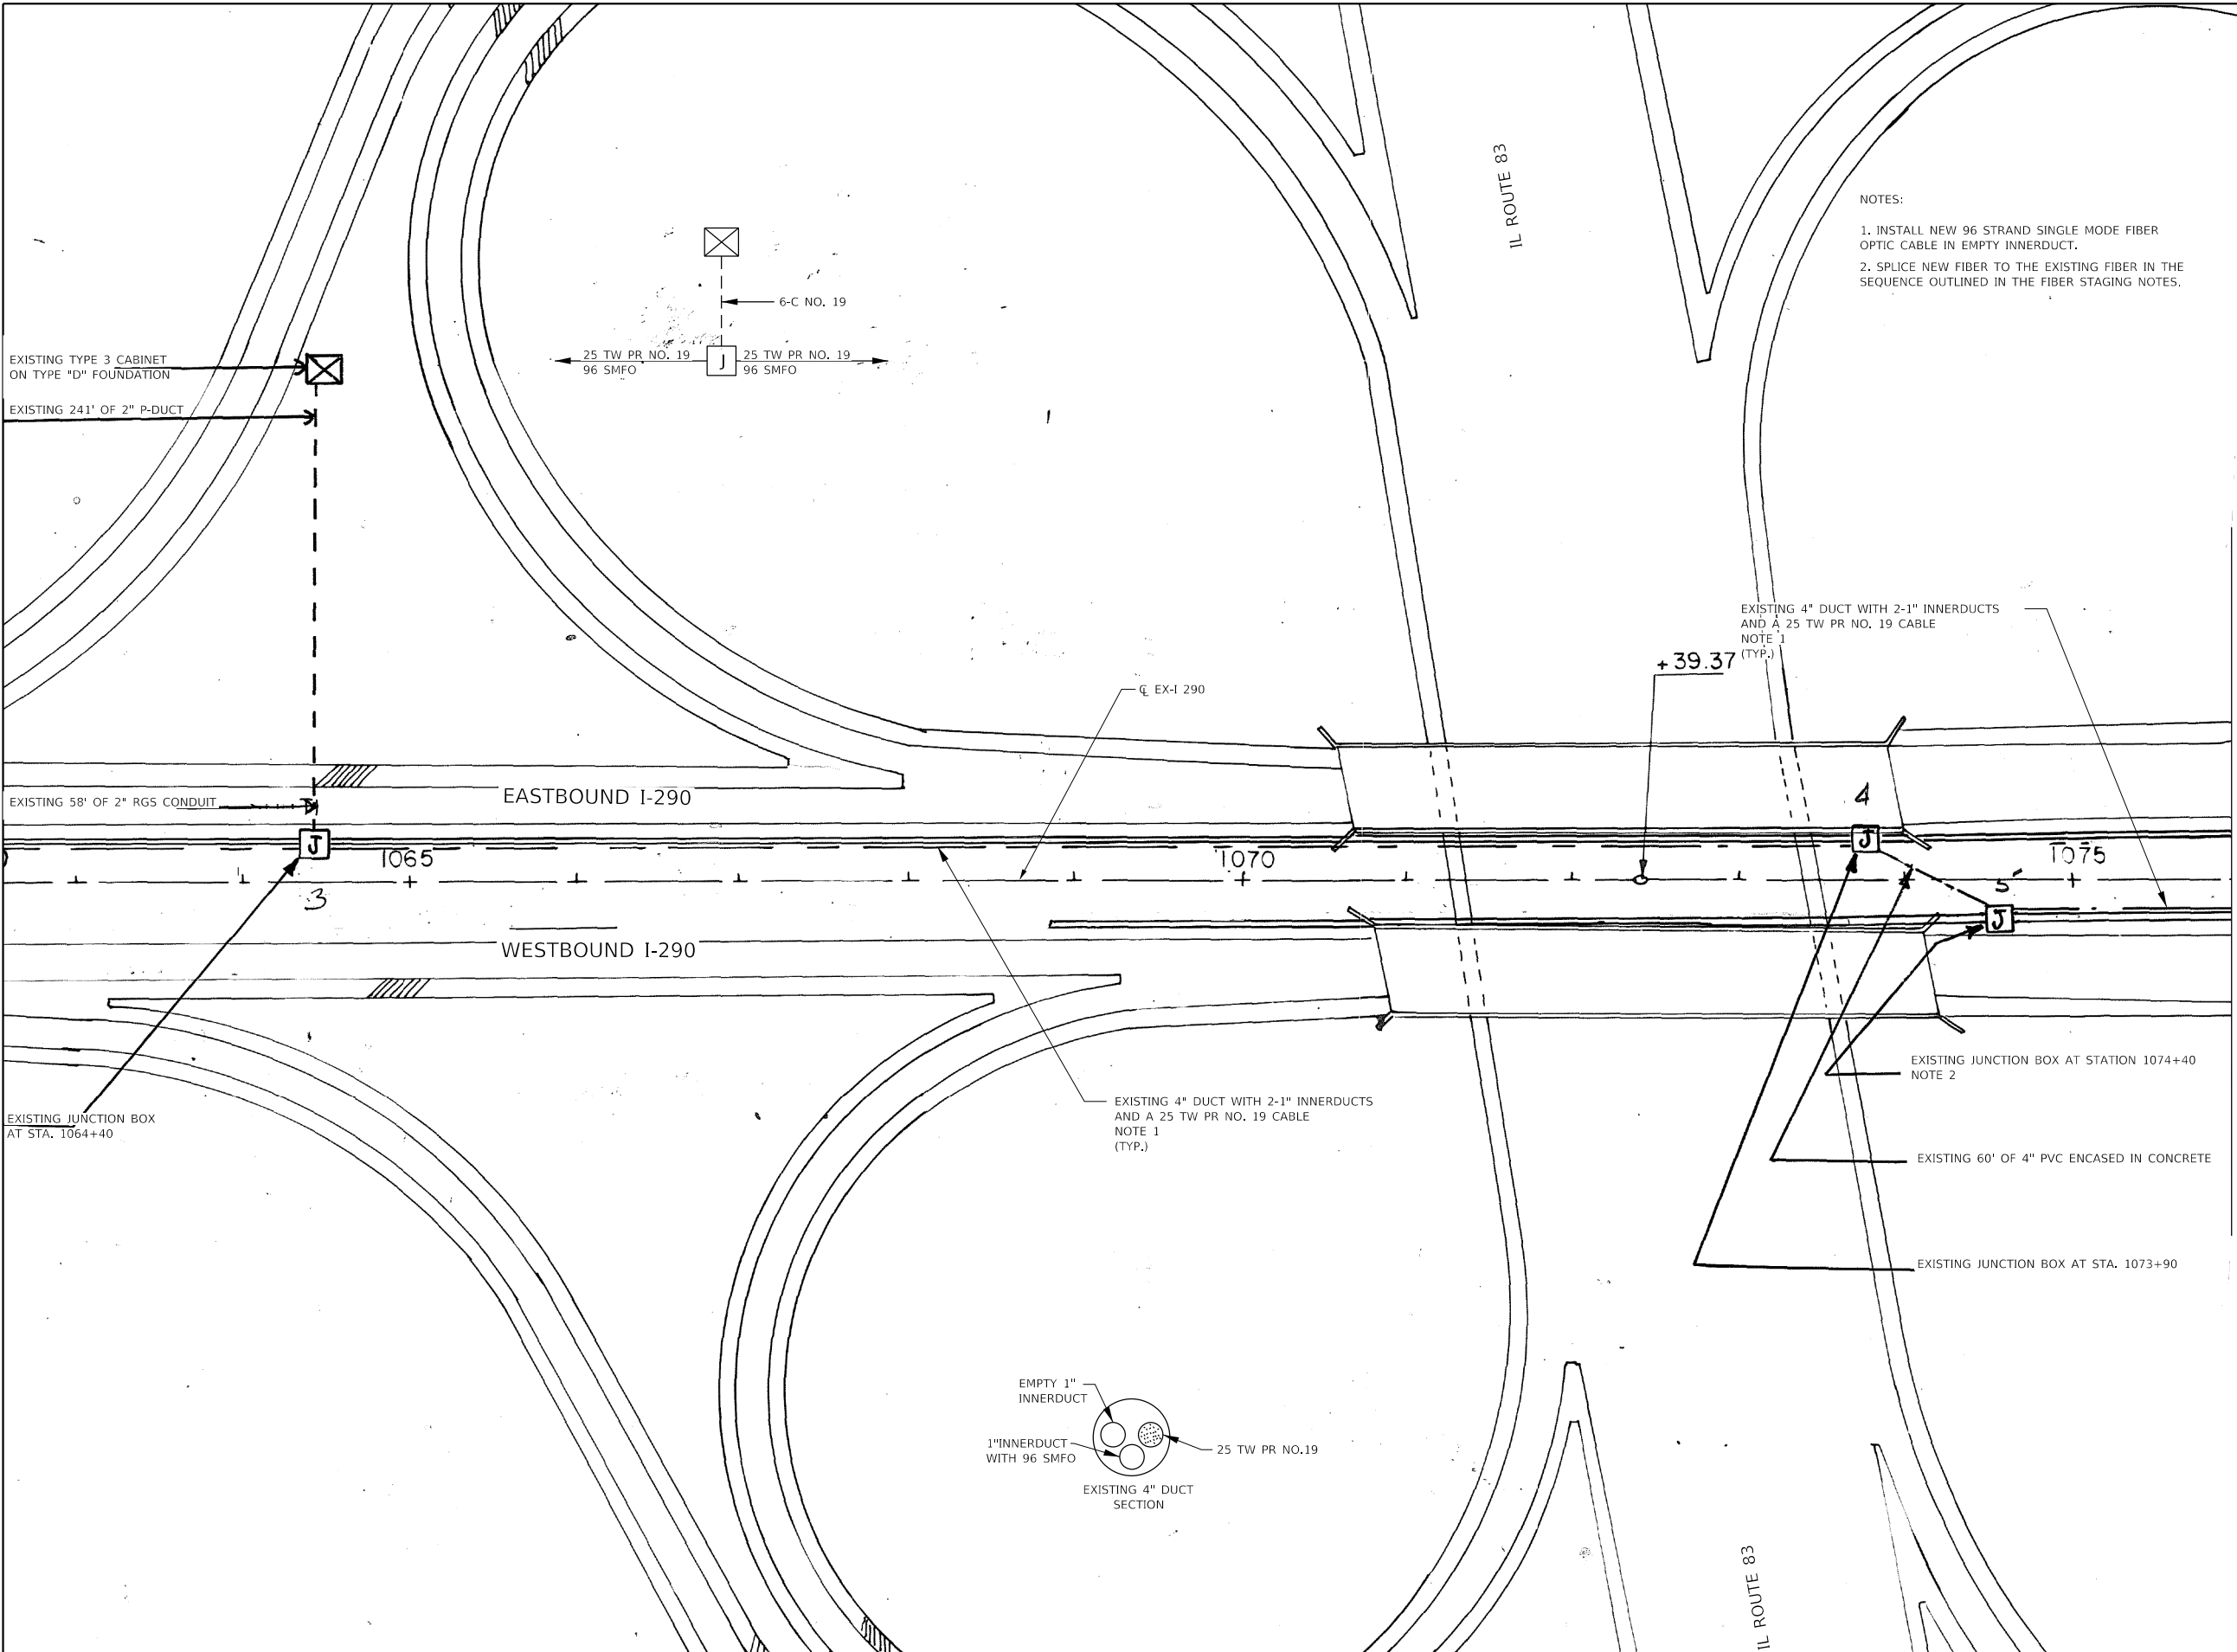 IL ROUTE 83
NOTES:
1. INSTALL NEW 96 STRAND SINGLE MODE FIBER
OPTIC CABLE IN EMPTY INNERDUCT.
2. SPLICE NEW FIBER TO THE EXISTING FIBER IN THE
SEQUENCE OUTLINED IN THE FIBER STAGING NOTES.
6-C NO. 19
25 TW PR NO. 19
96 SMFO
J
25 TW PR NO. 19
96 SMFO
EXISTING TYPE 3 CABINET
ON TYPE "D" FOUNDATION
EXISTING 241' OF 2" P-DUCT
EXISTING 4" DUCT WITH 2-1" INNERDUCTS
AND A 25 TW PR NO. 19 CABLE
NOTE 1
(TYP.)
+39.37
℄ EX-I 290
EXISTING 58' OF 2" RGS CONDUIT
EASTBOUND I-290
4
J
J
1065
1070
1075
3
5
J
WESTBOUND I-290
EXISTING JUNCTION BOX AT STATION 1074+40
NOTE 2
EXISTING JUNCTION BOX
AT STA. 1064+40
EXISTING 4" DUCT WITH 2-1" INNERDUCTS
AND A 25 TW PR NO. 19 CABLE
NOTE 1
(TYP.)
EXISTING 60' OF 4" PVC ENCASED IN CONCRETE
EXISTING JUNCTION BOX AT STA. 1073+90
EMPTY 1"
INNERDUCT
1"INNERDUCT
WITH 96 SMFO
25 TW PR NO.19
EXISTING 4" DUCT
SECTION
IL ROUTE 83